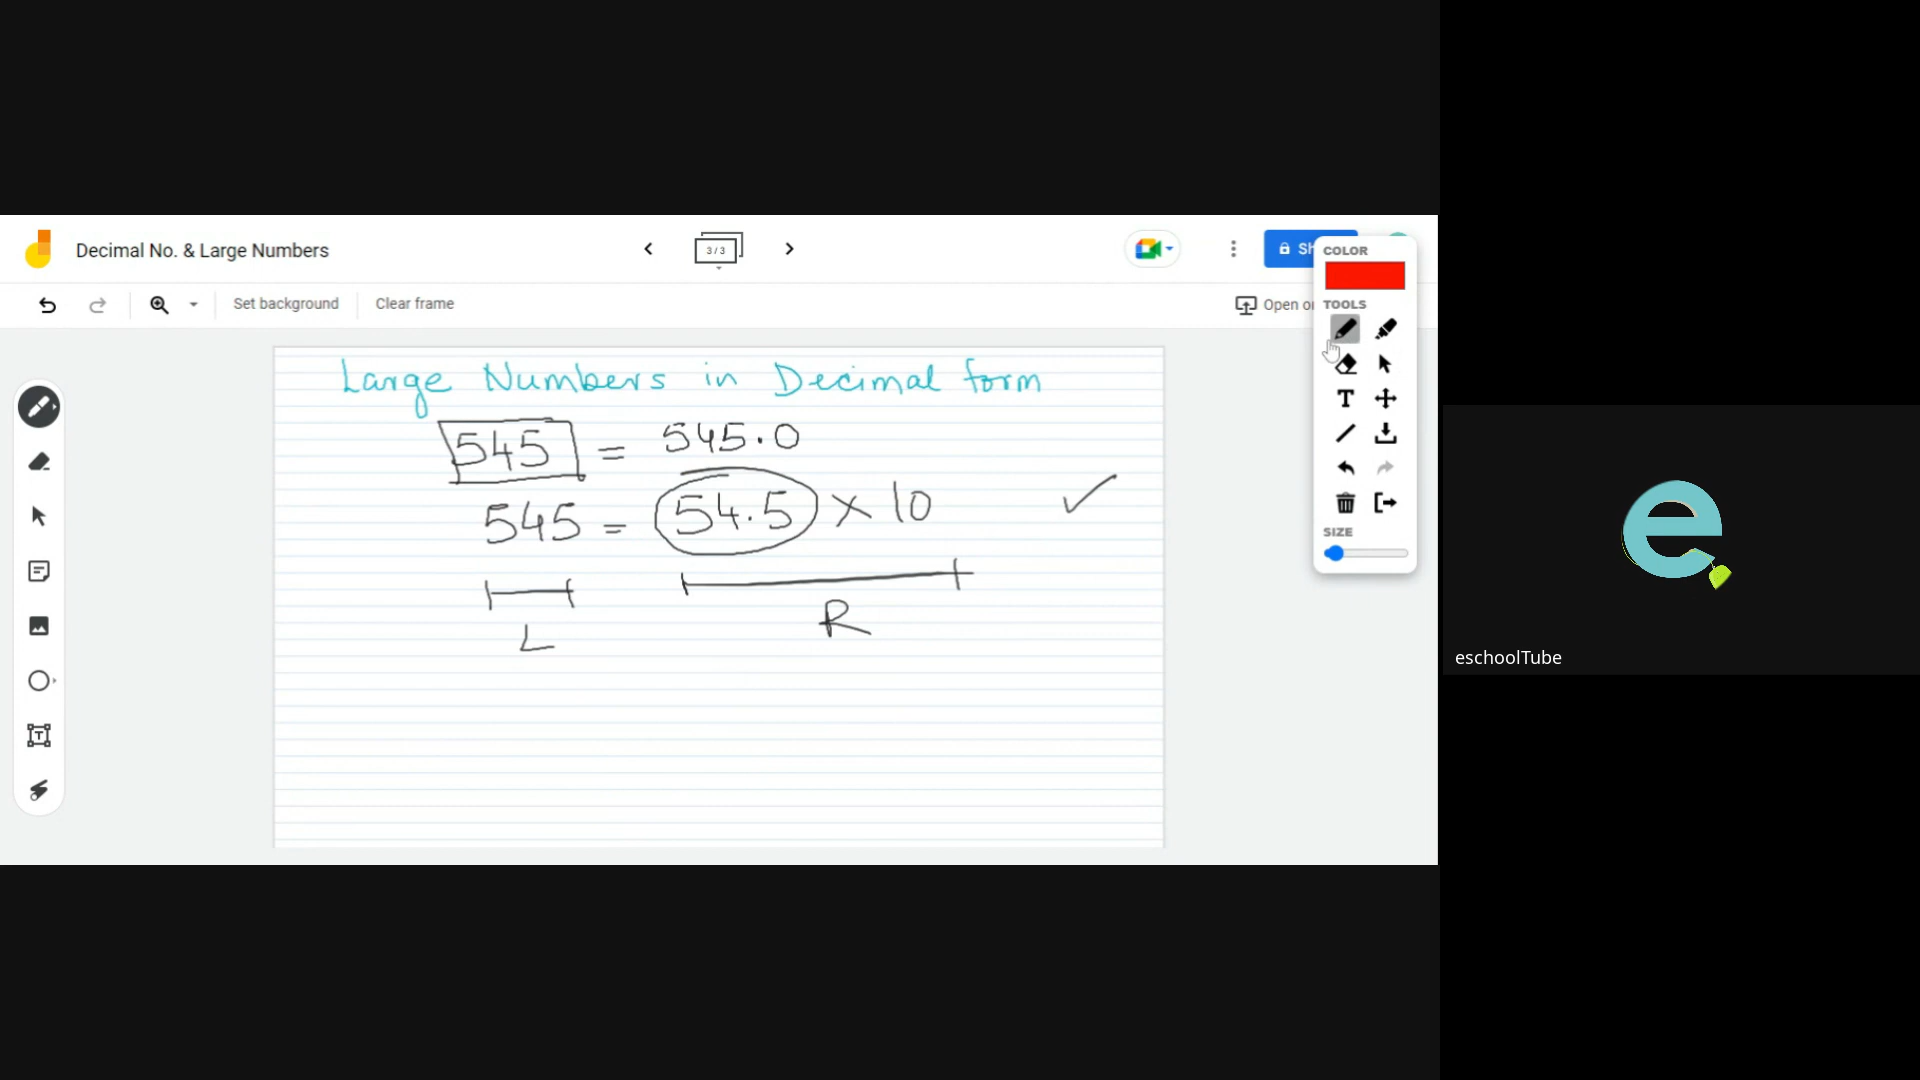 Decimal No. & Large Numbers
3 / 3
Sh
Set background
Clear frame
Open o
COLOR
TOOLS
T
SIZE
Large Numbers in Decimal form
545 = 545.0
545 = 54.5 × 10 ✓
L R
eschoolTube